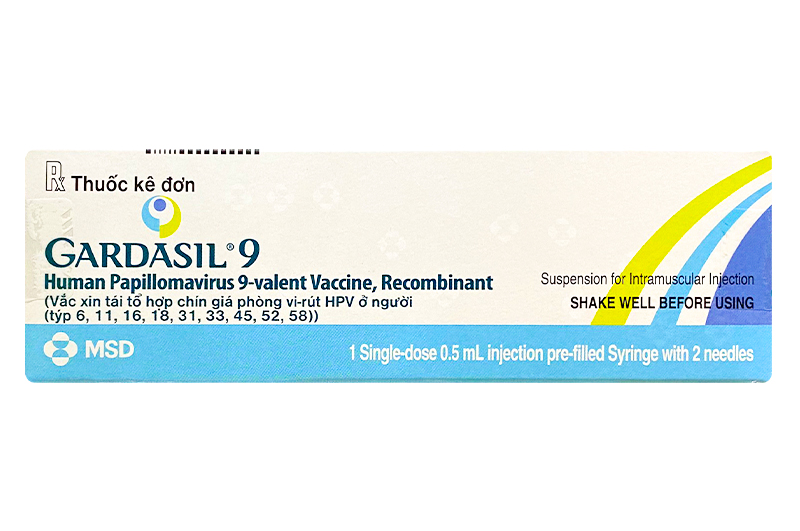 Rx Thuốc kê đơn
GARDASIL® 9
Human Papillomavirus 9-valent Vaccine, Recombinant
(Vắc xin tái tổ hợp chín giá phòng vi-rút HPV ở người
(týp 6, 11, 16, 18, 31, 33, 45, 52, 58))
Suspension for Intramuscular Injection
SHAKE WELL BEFORE USING
MSD
1 Single-dose 0.5 mL injection pre-filled Syringe with 2 needles